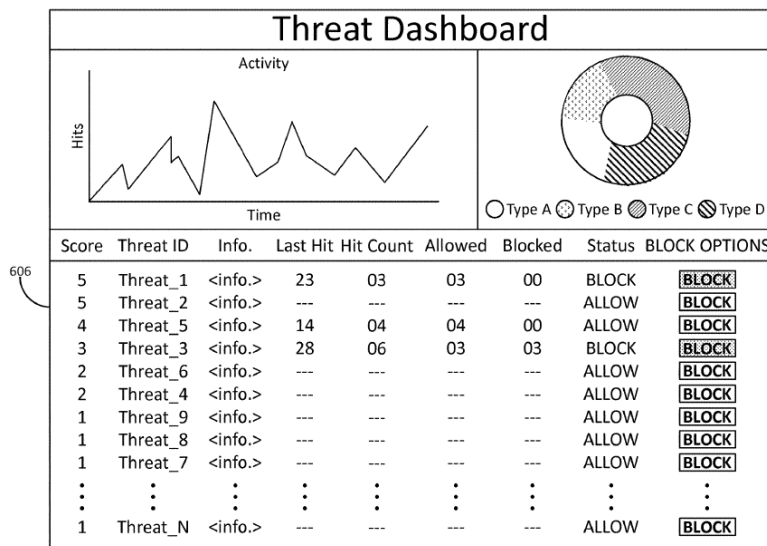 Threat Dashboard
Activity
Hits
Time
Type A Type B Type C Type D
Score Threat ID Info. Last Hit Hit Count Allowed Blocked Status BLOCK OPTIONS
606
5 Threat_1 <info.> 23 03 03 00 BLOCK BLOCK
5 Threat_2 <info.> --- --- --- --- ALLOW BLOCK
4 Threat_5 <info.> 14 04 04 00 ALLOW BLOCK
3 Threat_3 <info.> 28 06 03 03 BLOCK BLOCK
2 Threat_6 <info.> --- --- --- --- ALLOW BLOCK
2 Threat_4 <info.> --- --- --- --- ALLOW BLOCK
1 Threat_9 <info.> --- --- --- --- ALLOW BLOCK
1 Threat_8 <info.> --- --- --- --- ALLOW BLOCK
1 Threat_7 <info.> --- --- --- --- ALLOW BLOCK
1 Threat_N <info.> --- --- --- --- ALLOW BLOCK